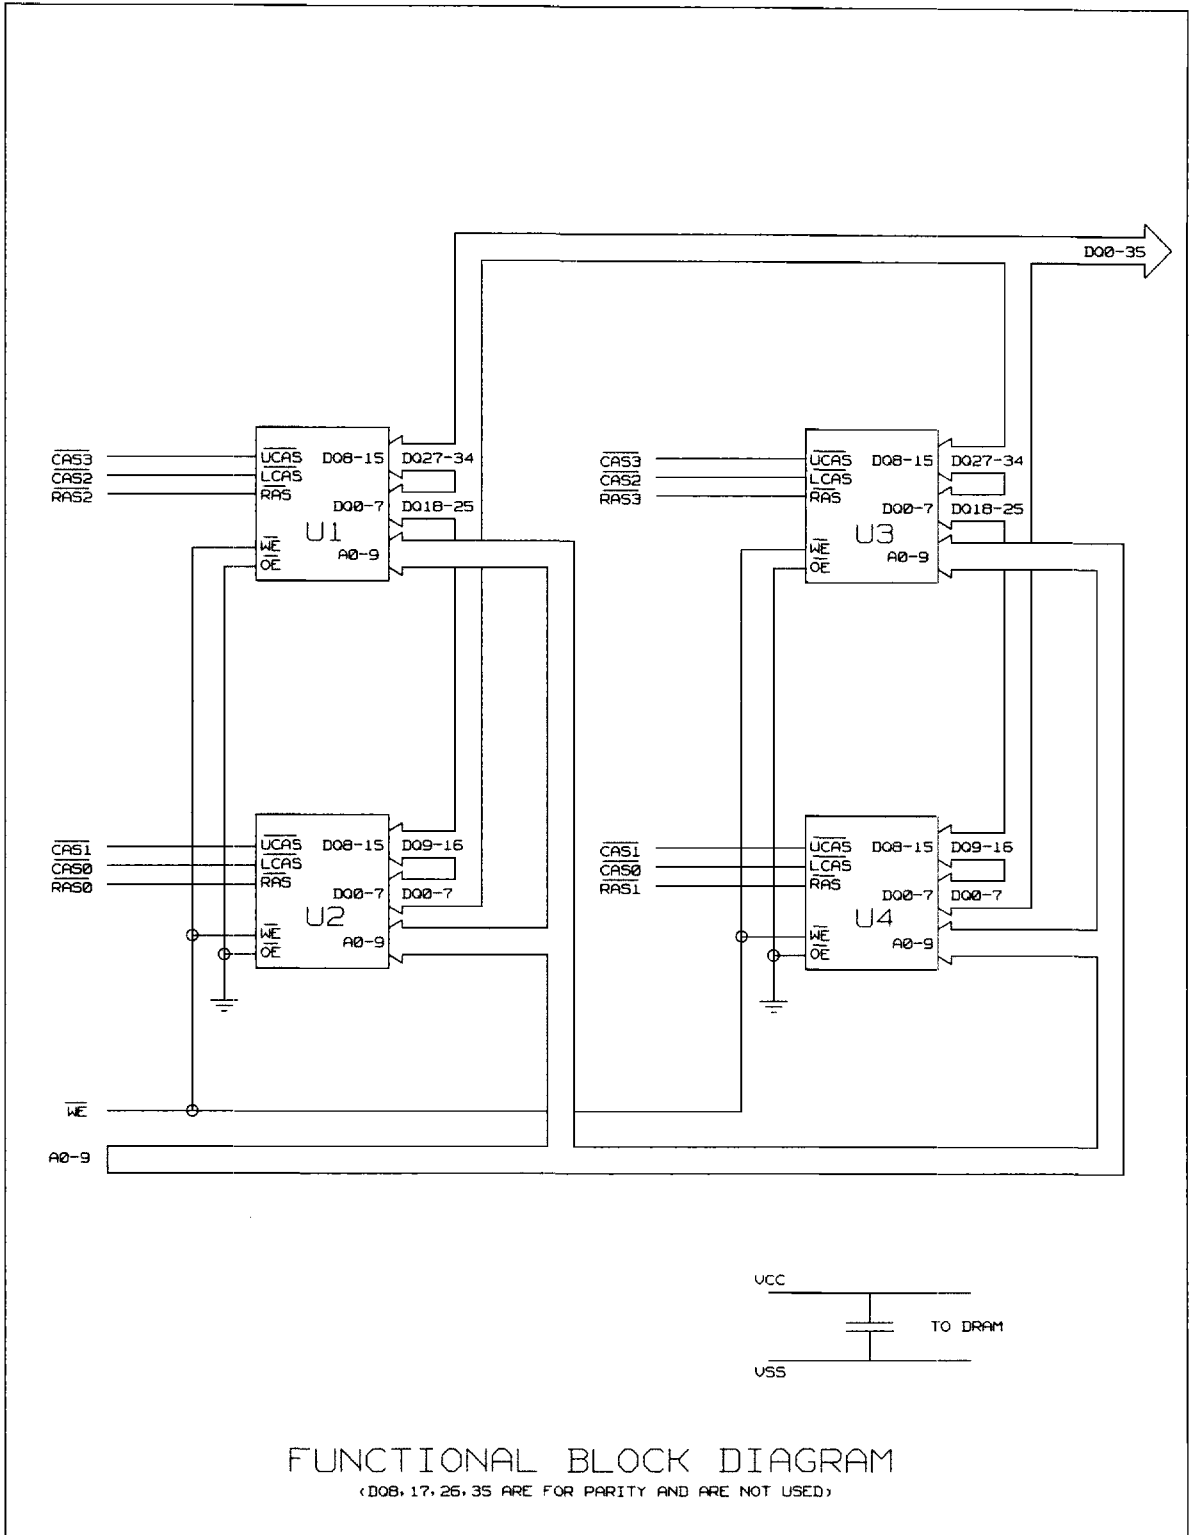 DQ0-35
CAS3
CAS2
RAS2
UCAS
LCAS
RAS
DQ8-15
DQ27-34
DQ0-7
DQ18-25
U1
WE
OE
A0-9
CAS3
CAS2
RAS3
UCAS
LCAS
RAS
DQ8-15
DQ27-34
DQ0-7
DQ18-25
U3
WE
OE
A0-9
CAS1
CAS0
RAS0
UCAS
LCAS
RAS
DQ8-15
DQ9-16
DQ0-7
DQ0-7
U2
WE
OE
A0-9
CAS1
CAS0
RAS1
UCAS
LCAS
RAS
DQ8-15
DQ9-16
DQ0-7
DQ0-7
U4
WE
OE
A0-9
WE
A0-9
VCC
TO DRAM
VSS
FUNCTIONAL BLOCK DIAGRAM
(DQ8,17,26,35 ARE FOR PARITY AND ARE NOT USED)